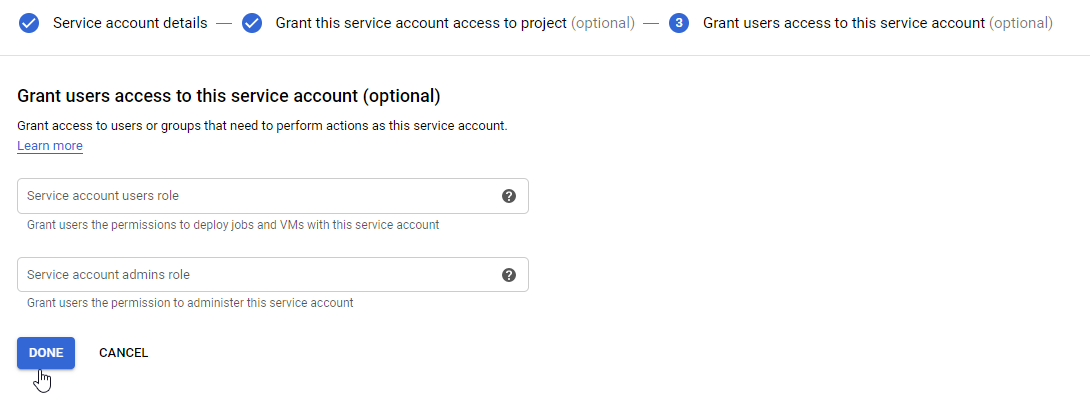 Service account details — Grant this service account access to project (optional) — 3 Grant users access to this service account (optional)
Grant users access to this service account (optional)
Grant access to users or groups that need to perform actions as this service account.
Learn more
Service account users role ?
Grant users the permissions to deploy jobs and VMs with this service account
Service account admins role ?
Grant users the permission to administer this service account
DONE CANCEL